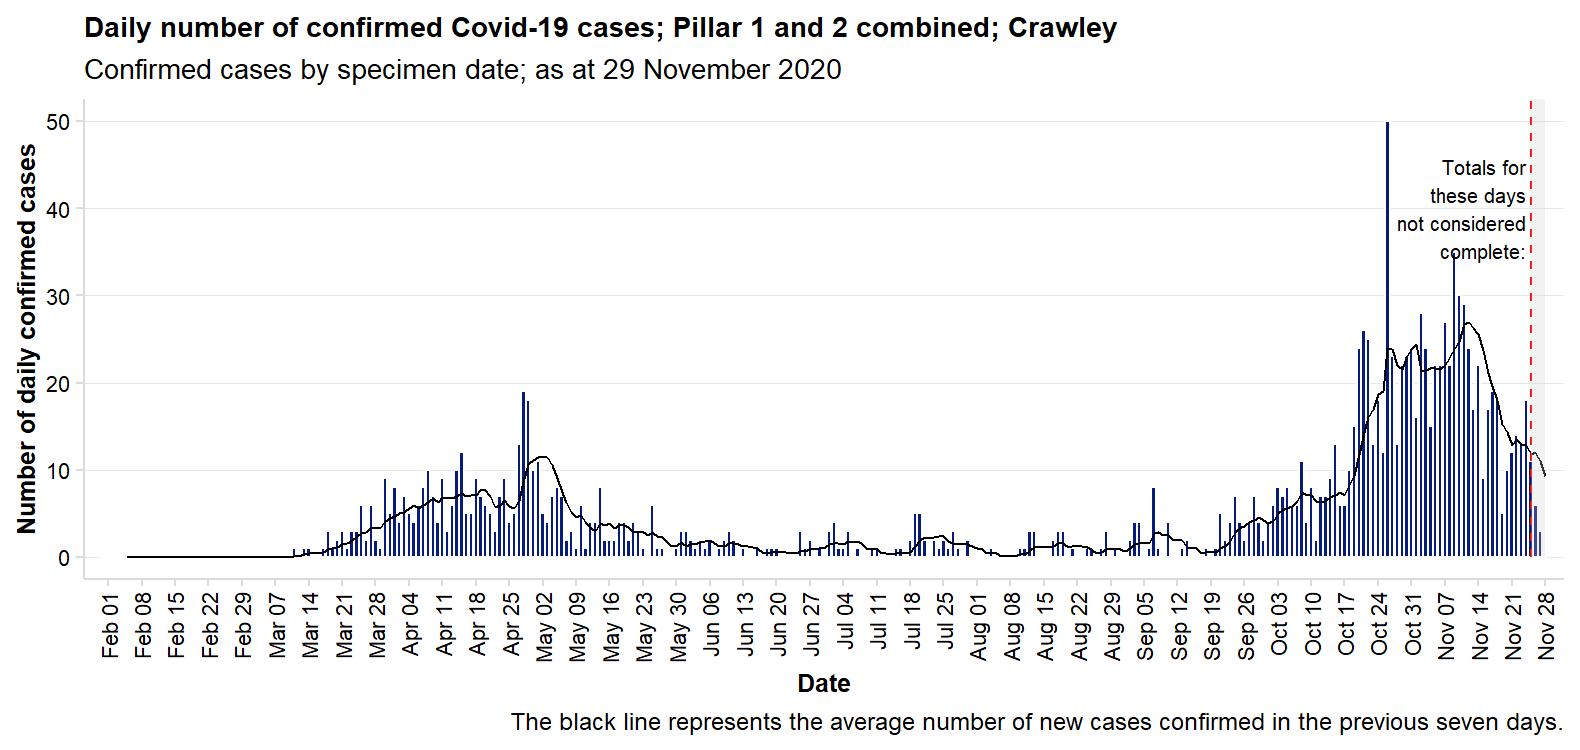 Daily number of confirmed Covid-19 cases; Pillar 1 and 2 combined; Crawley
Confirmed cases by specimen date; as at 29 November 2020
Number of daily confirmed cases
50
40
30
20
10
0
Totals for
these days
not considered
complete:
Feb 01
Feb 08
Feb 15
Feb 22
Feb 29
Mar 07
Mar 14
Mar 21
Mar 28
Apr 04
Apr 11
Apr 18
Apr 25
May 02
May 09
May 16
May 23
May 30
Jun 06
Jun 13
Jun 20
Jun 27
Jul 04
Jul 11
Jul 18
Jul 25
Aug 01
Aug 08
Aug 15
Aug 22
Aug 29
Sep 05
Sep 12
Sep 19
Sep 26
Oct 03
Oct 10
Oct 17
Oct 24
Oct 31
Nov 07
Nov 14
Nov 21
Nov 28
Date
The black line represents the average number of new cases confirmed in the previous seven days.